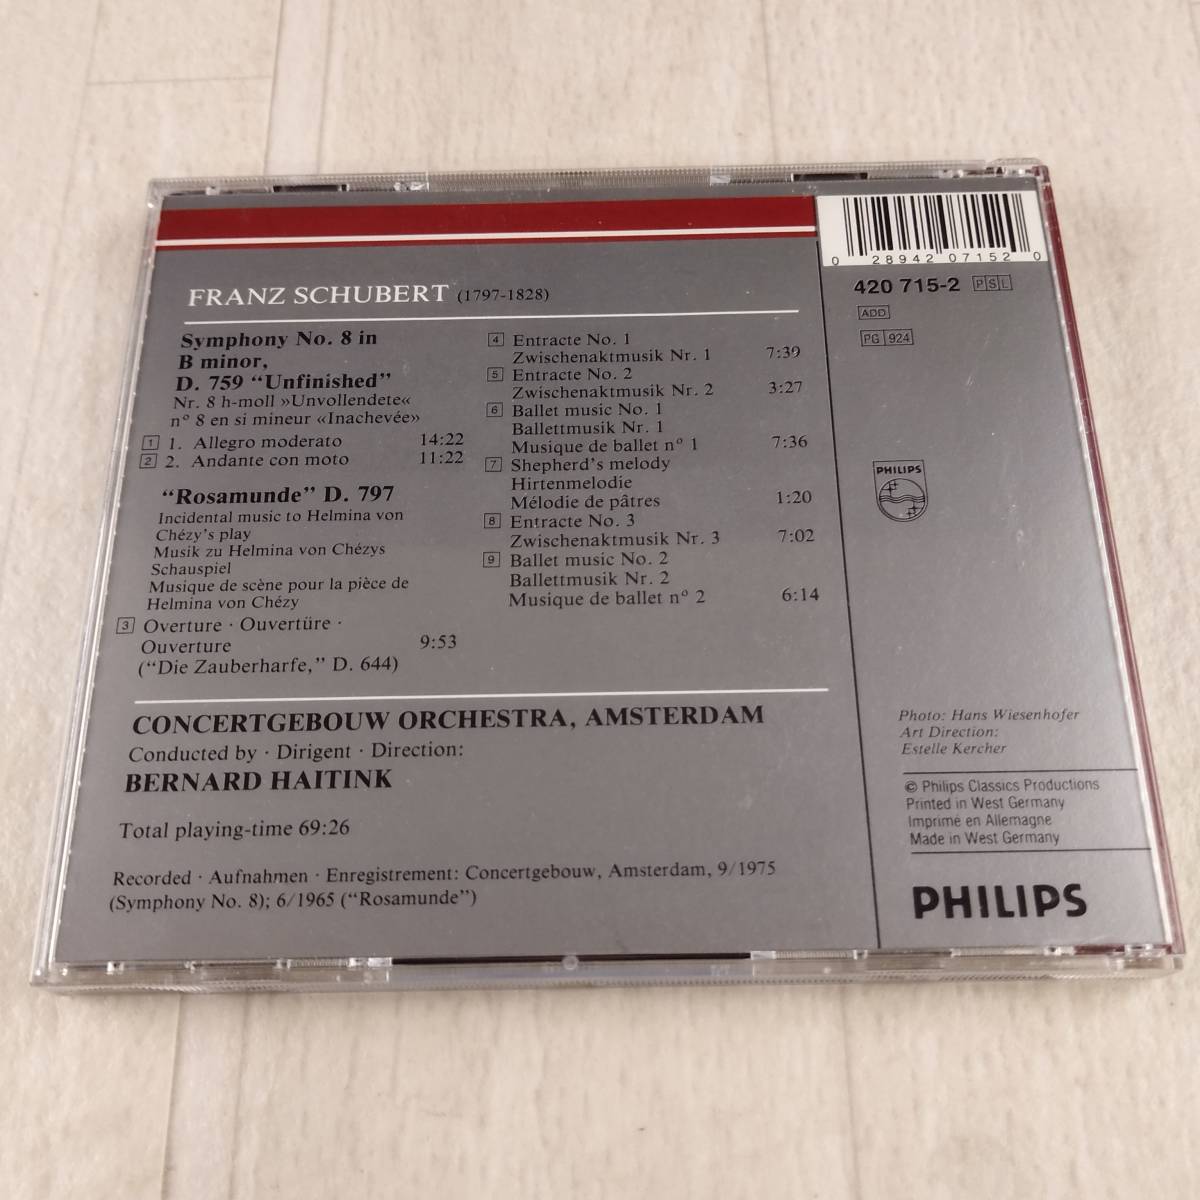 FRANZ SCHUBERT (1797-1828)
Symphony No. 8 in
B minor,
D. 759 “Unfinished”
Nr. 8 h-moll »Unvollendete«
nº 8 en si mineur «Inachevée»
1 1. Allegro moderato 14:22
2 2. Andante con moto 11:22
“Rosamunde” D. 797
Incidental music to Helmina von
Chézy's play
Musik zu Helmina von Chézys
Schauspiel
Musique de scène pour la pièce de
Helmina von Chézy
3 Overture · Ouvertüre ·
Ouverture 9:53
(“Die Zauberharfe,” D. 644)
4 Entracte No. 1
Zwischenaktmusik Nr. 1 7:39
5 Entracte No. 2
Zwischenaktmusik Nr. 2 3:27
6 Ballet music No. 1
Ballettmusik Nr. 1
Musique de ballet nº 1 7:36
7 Shepherd's melody
Hirtenmelodie
Mélodie de pâtres 1:20
8 Entracte No. 3
Zwischenaktmusik Nr. 3 7:02
9 Ballet music No. 2
Ballettmusik Nr. 2
Musique de ballet nº 2 6:14
CONCERTGEBOUW ORCHESTRA, AMSTERDAM
Conducted by · Dirigent · Direction:
BERNARD HAITINK
Total playing-time 69:26
Recorded · Aufnahmen · Enregistrement: Concertgebouw, Amsterdam, 9/1975
(Symphony No. 8); 6/1965 (“Rosamunde”)
0 28942 07152 0
420 715-2 PSL
ADD
PG 924
PHILIPS
Photo: Hans Wiesenhofer
Art Direction:
Estelle Kercher
© Philips Classics Productions
Printed in West Germany
Imprimé en Allemagne
Made in West Germany
PHILIPS